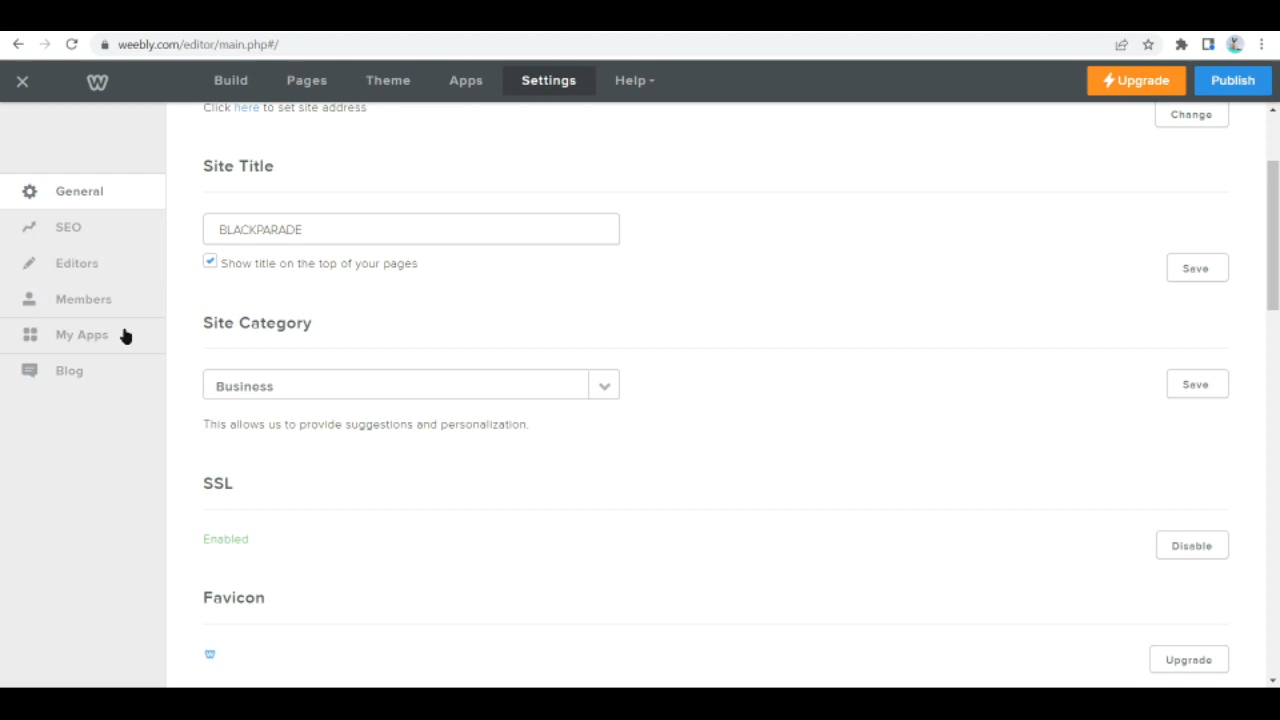 weebly.com/editor/main.php#/
Build Pages Theme Apps Settings Help Upgrade Publish
Click here to set site address
Change
Site Title
General
SEO
BLACKPARADE
Editors
Show title on the top of your pages
Save
Members
Site Category
My Apps
Blog
Business
Save
This allows us to provide suggestions and personalization.
SSL
Enabled
Disable
Favicon
Upgrade